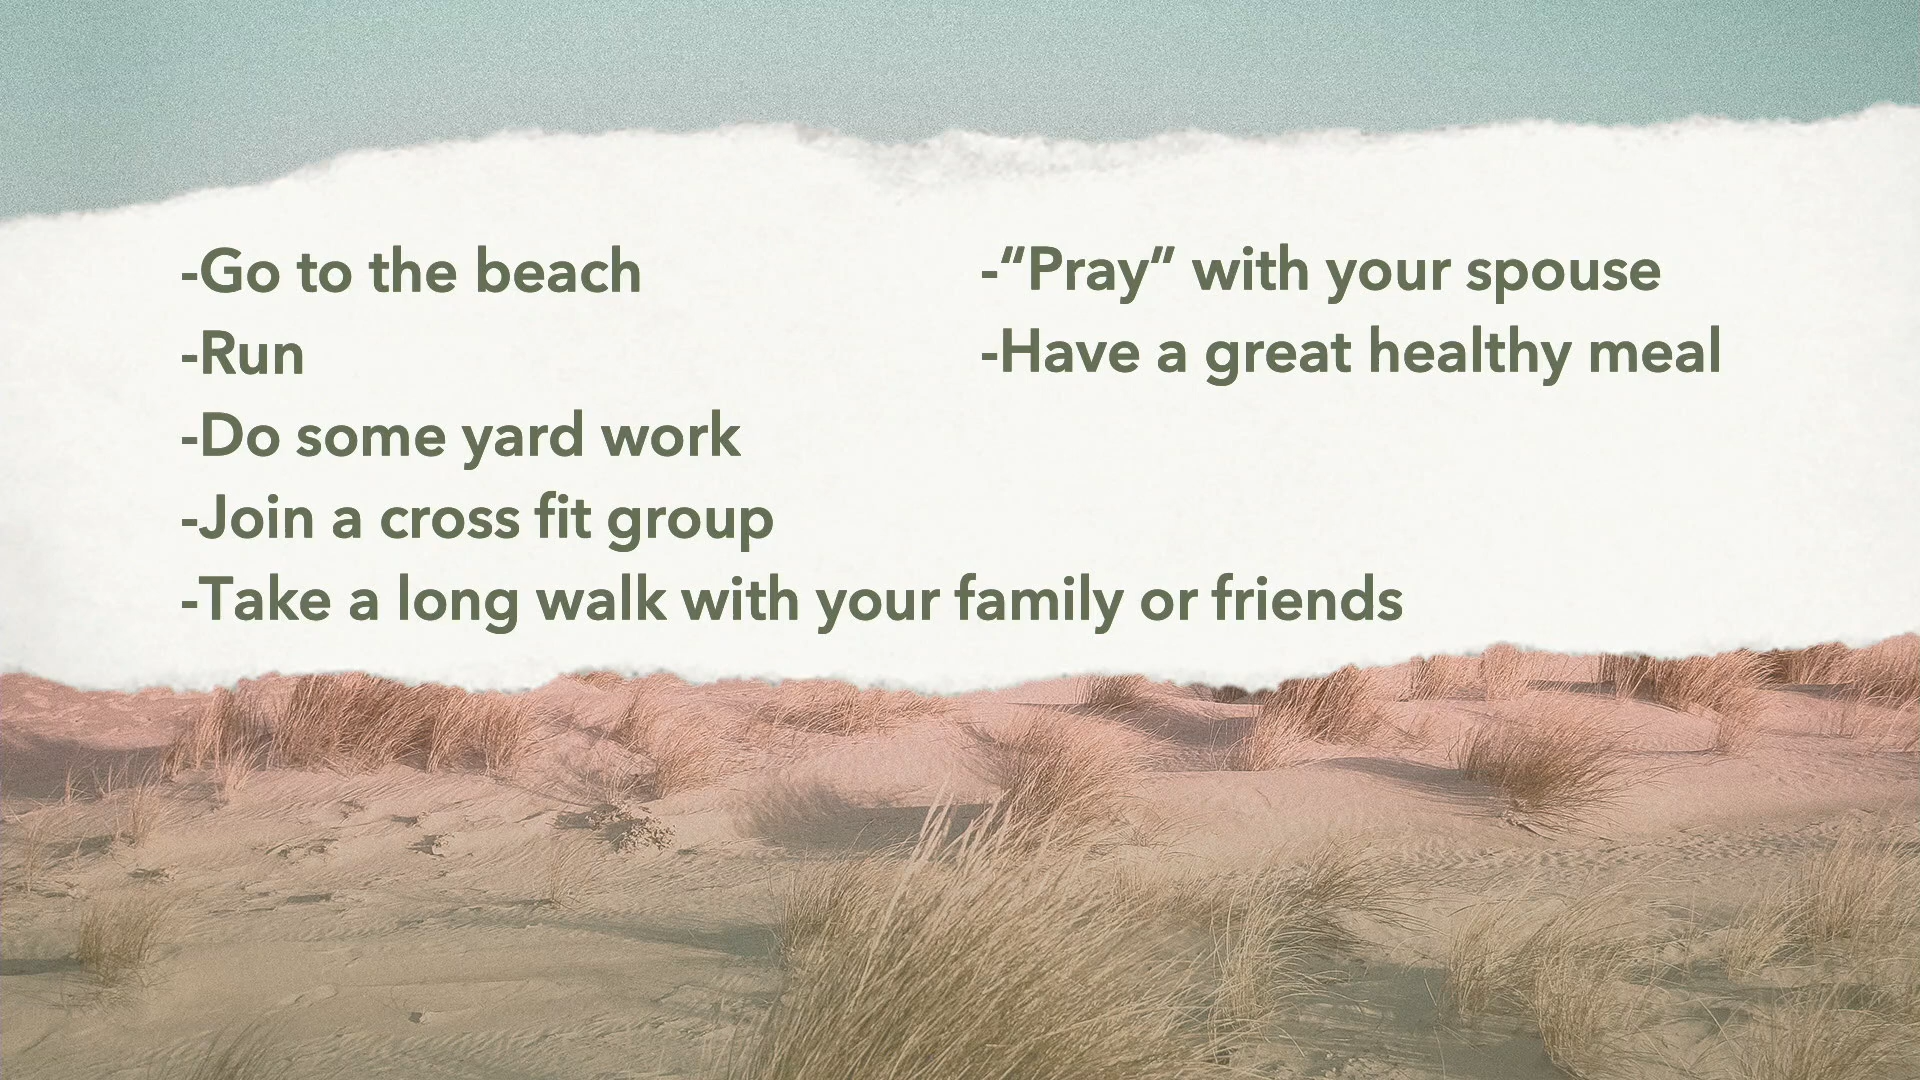 -Go to the beach
-Run
-Do some yard work
-Join a cross fit group
-Take a long walk with your family or friends
-“Pray” with your spouse
-Have a great healthy meal